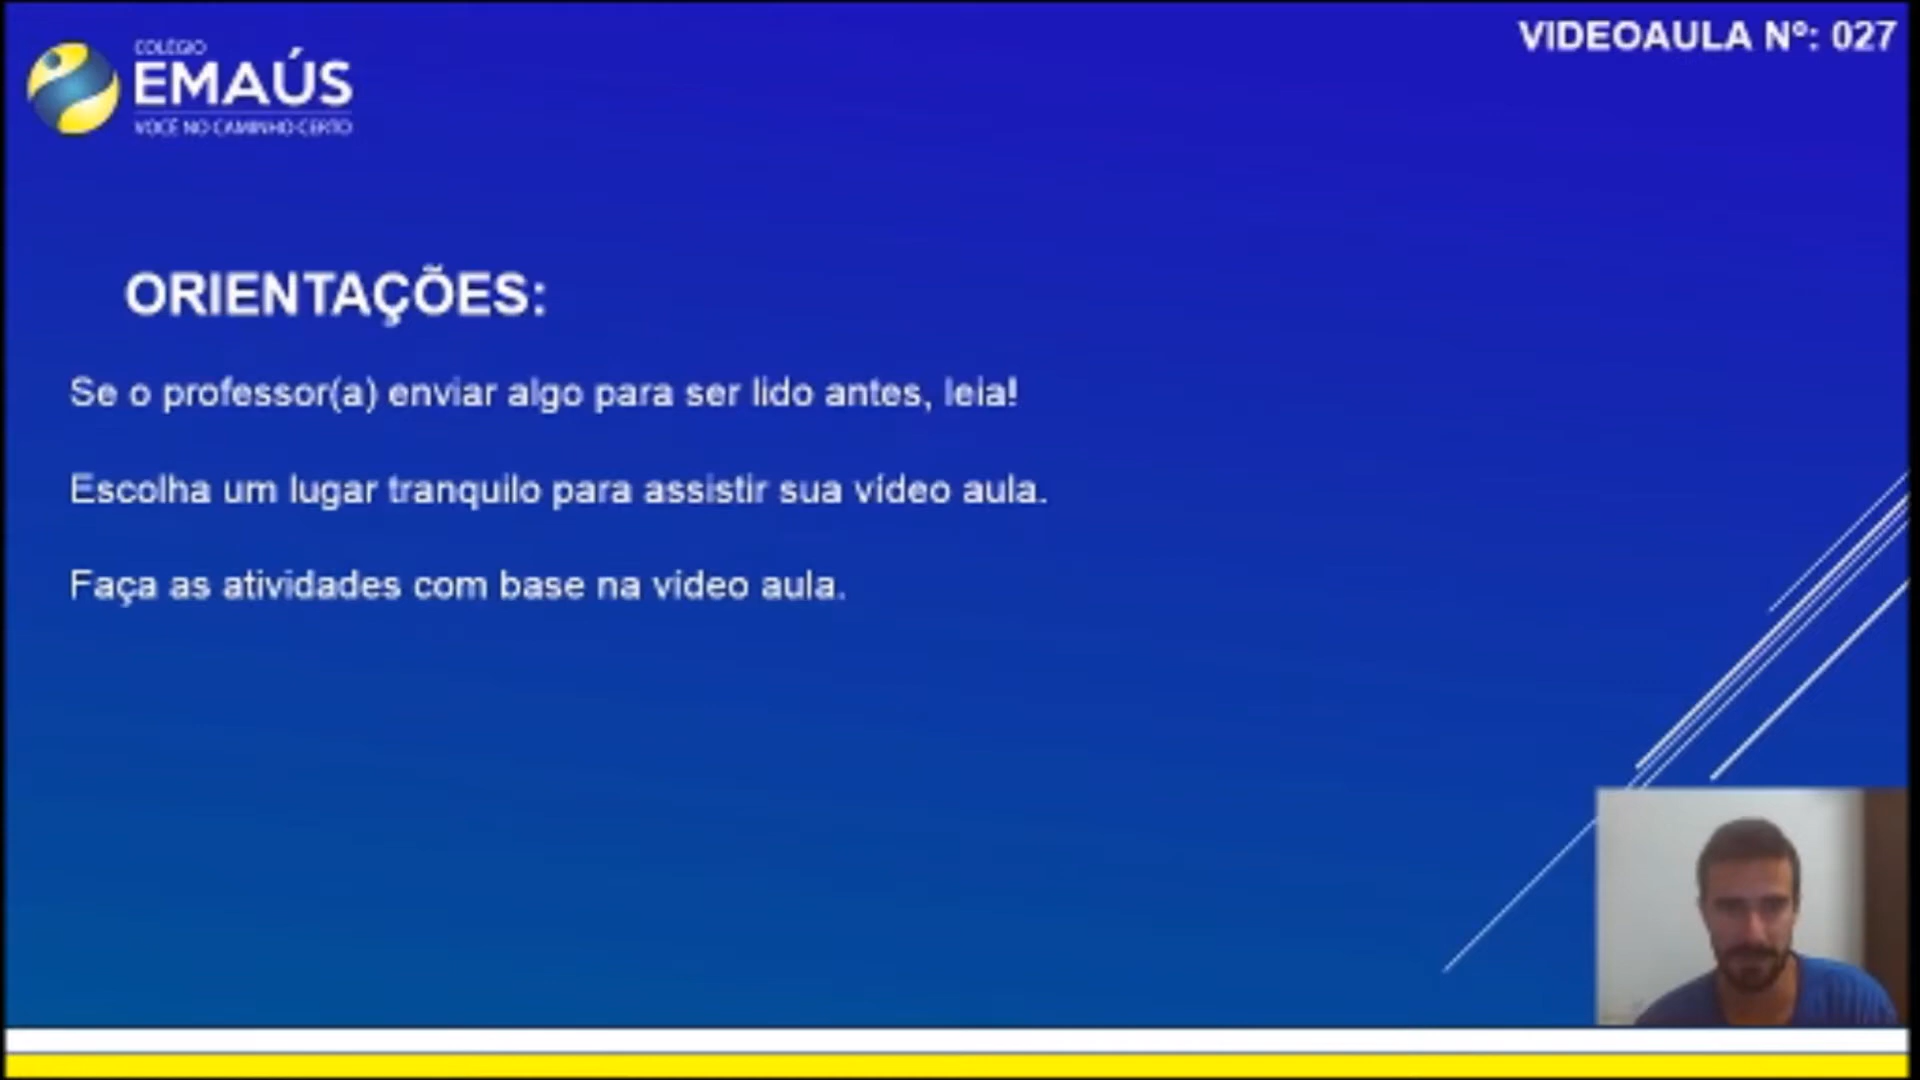 COLÉGIO
EMAÚS
VOCÊ NO CAMINHO CERTO
VIDEOAULA Nº: 027
ORIENTAÇÕES:
Se o professor(a) enviar algo para ser lido antes, leia!
Escolha um lugar tranquilo para assistir sua vídeo aula.
Faça as atividades com base na vídeo aula.